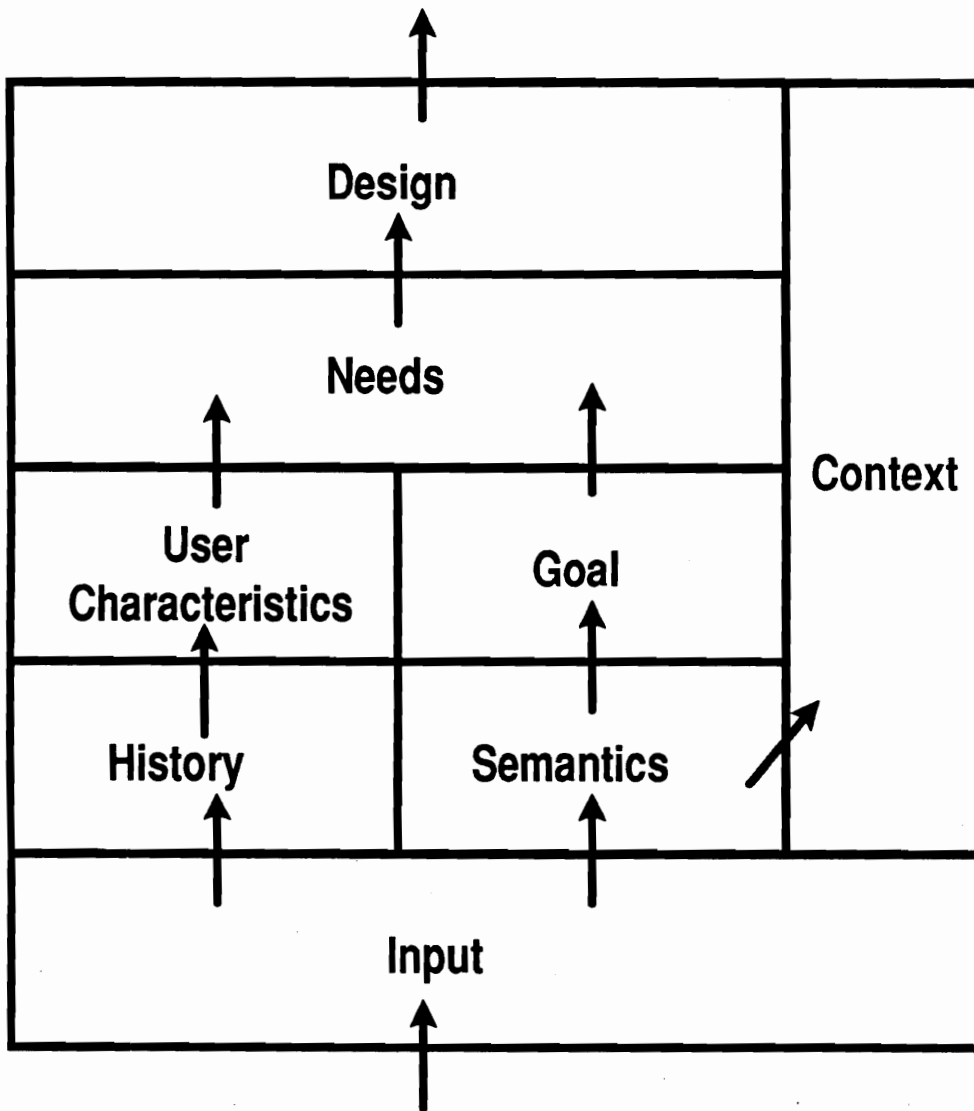 Design
Needs
Context
User
Characteristics
Goal
History
Semantics
Input